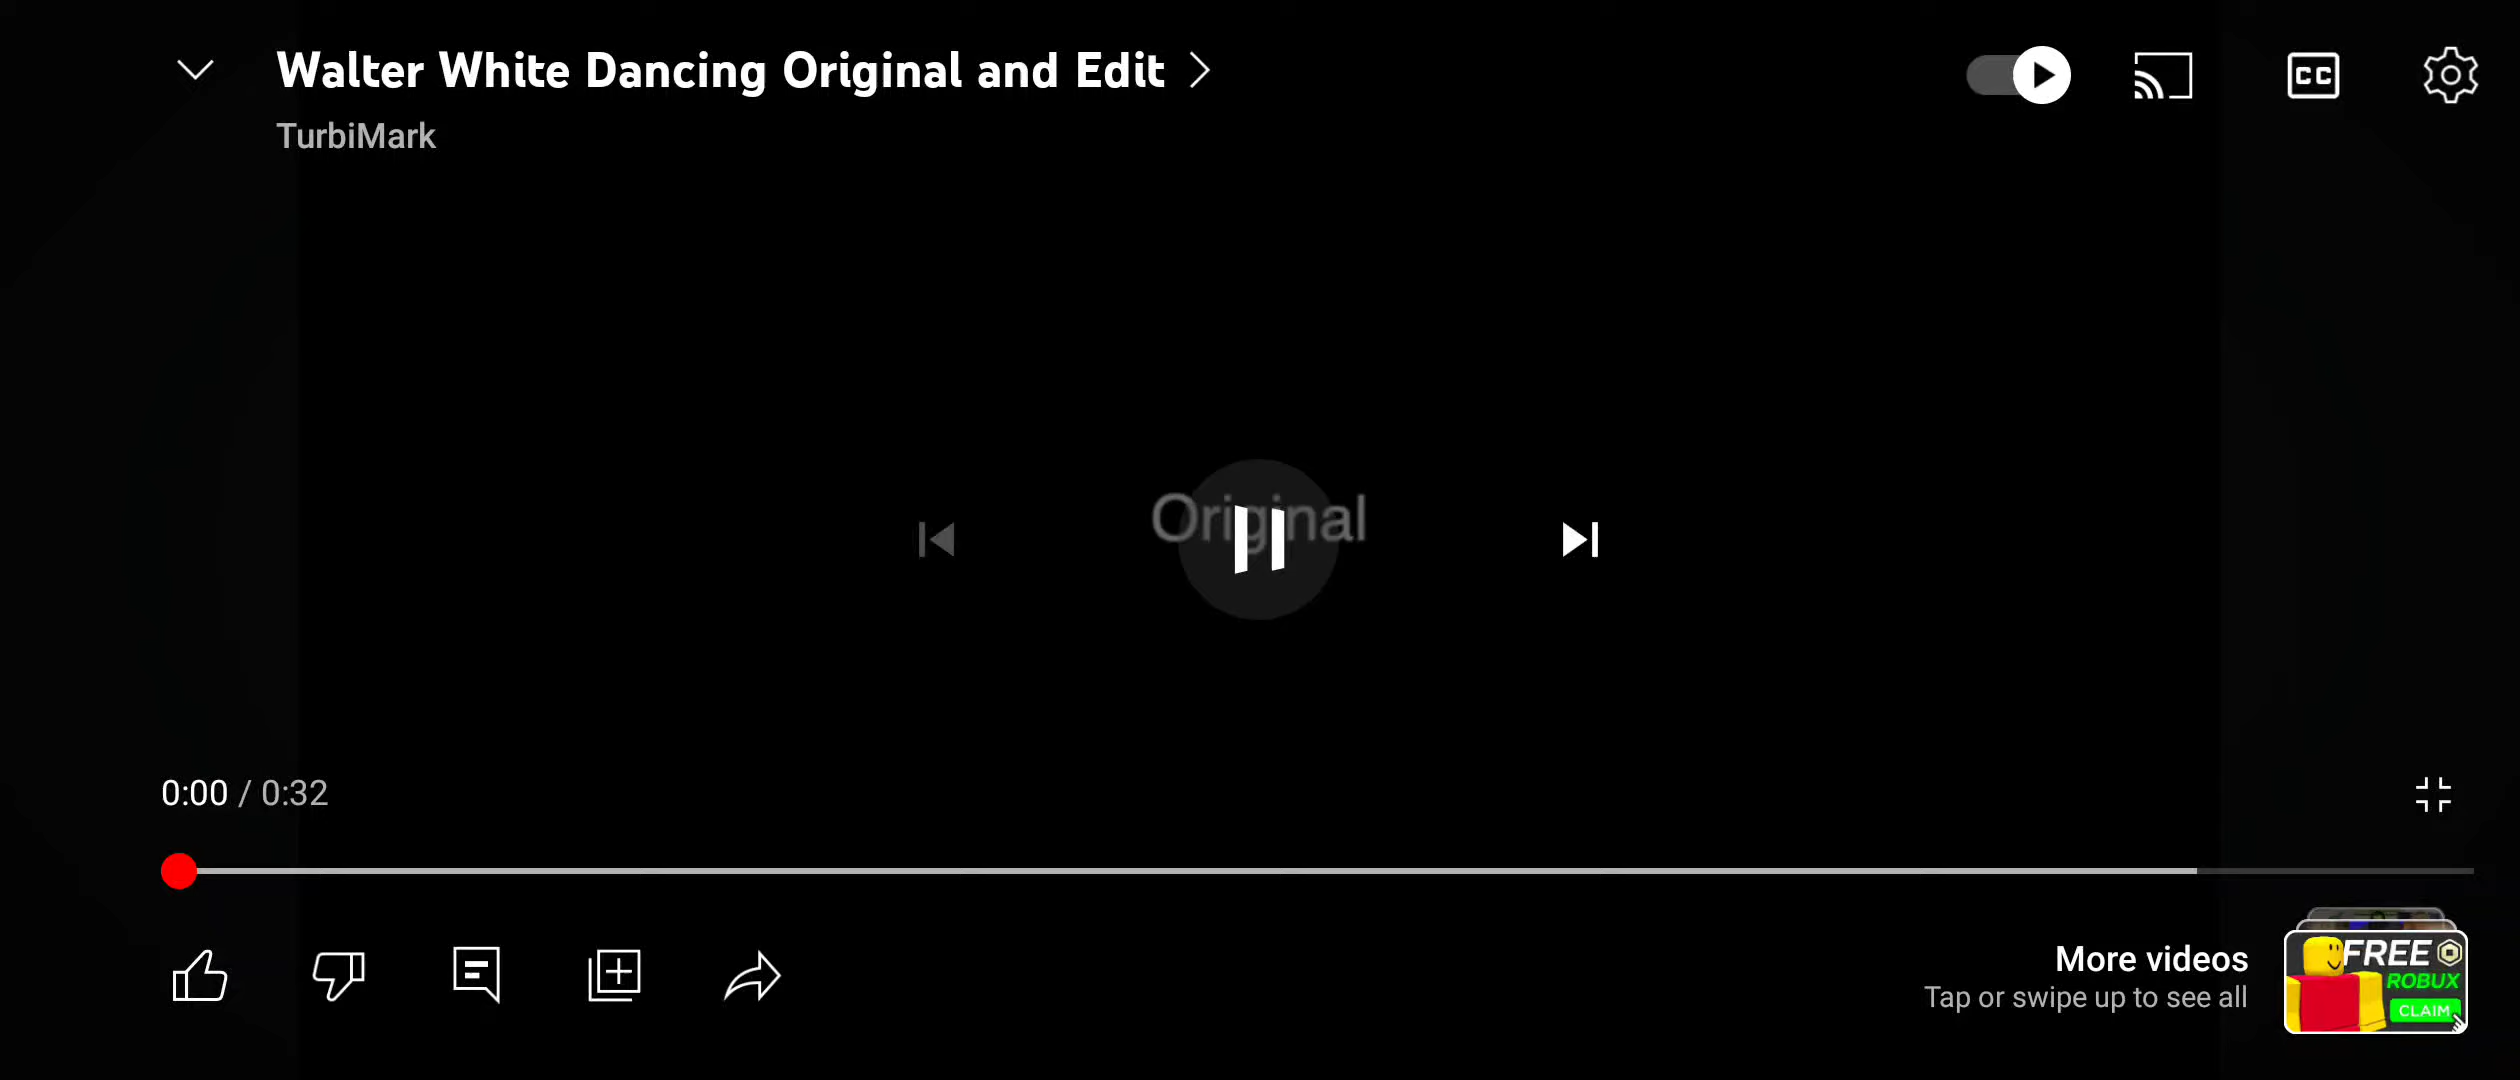 Walter White Dancing Original and Edit
TurbiMark
CC
Original
0:00 / 0:32
More videos
Tap or swipe up to see all
FREE
ROBUX
CLAIM